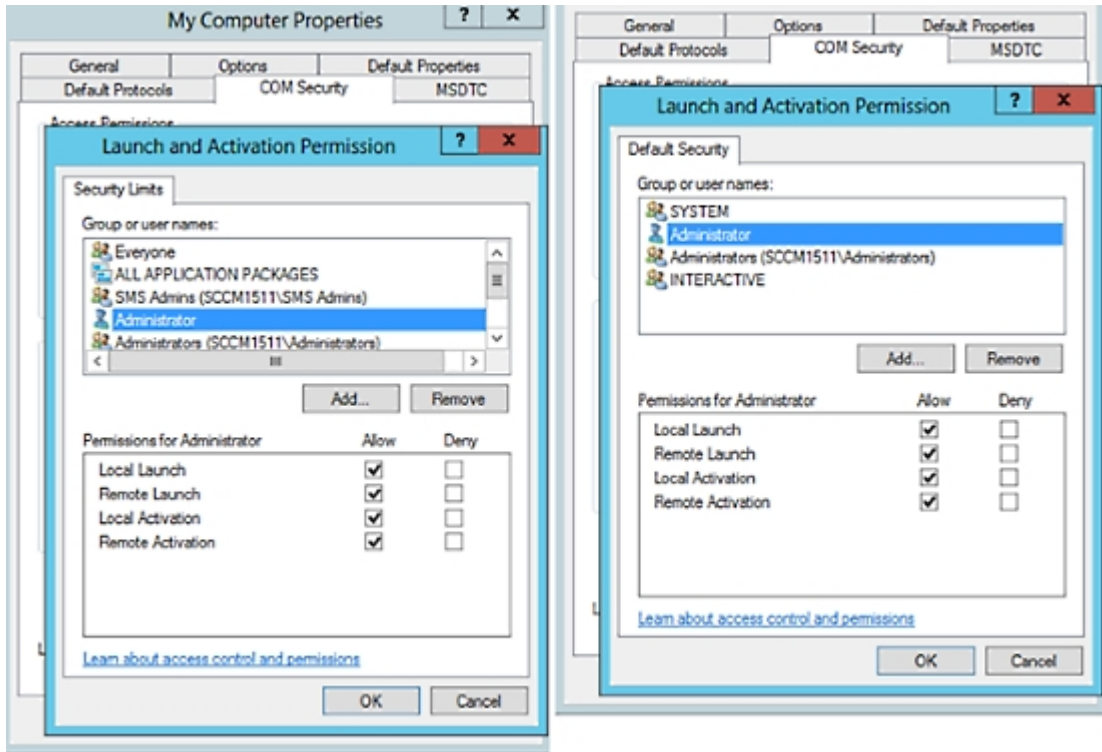 My Computer Properties ? x
General Options Default Properties
Default Protocols COM Security MSDTC
Access Permissions
Launch and Activation Permission ? x
Security Limits
Group or user names:
Everyone
ALL APPLICATION PACKAGES
SMS Admins (SCCM1511\SMS Admins)
Administrator
Administrators (SCCM1511\Administrators)
Add... Remove
Permissions for Administrator Allow Deny
Local Launch
Remote Launch
Local Activation
Remote Activation
Learn about access control and permissions
OK Cancel
General Options Default Properties
Default Protocols COM Security MSDTC
Access Permissions
Launch and Activation Permission ? x
Default Security
Group or user names:
SYSTEM
Administrator
Administrators (SCCM1511\Administrators)
INTERACTIVE
Add... Remove
Permissions for Administrator Allow Deny
Local Launch
Remote Launch
Local Activation
Remote Activation
Learn about access control and permissions
OK Cancel